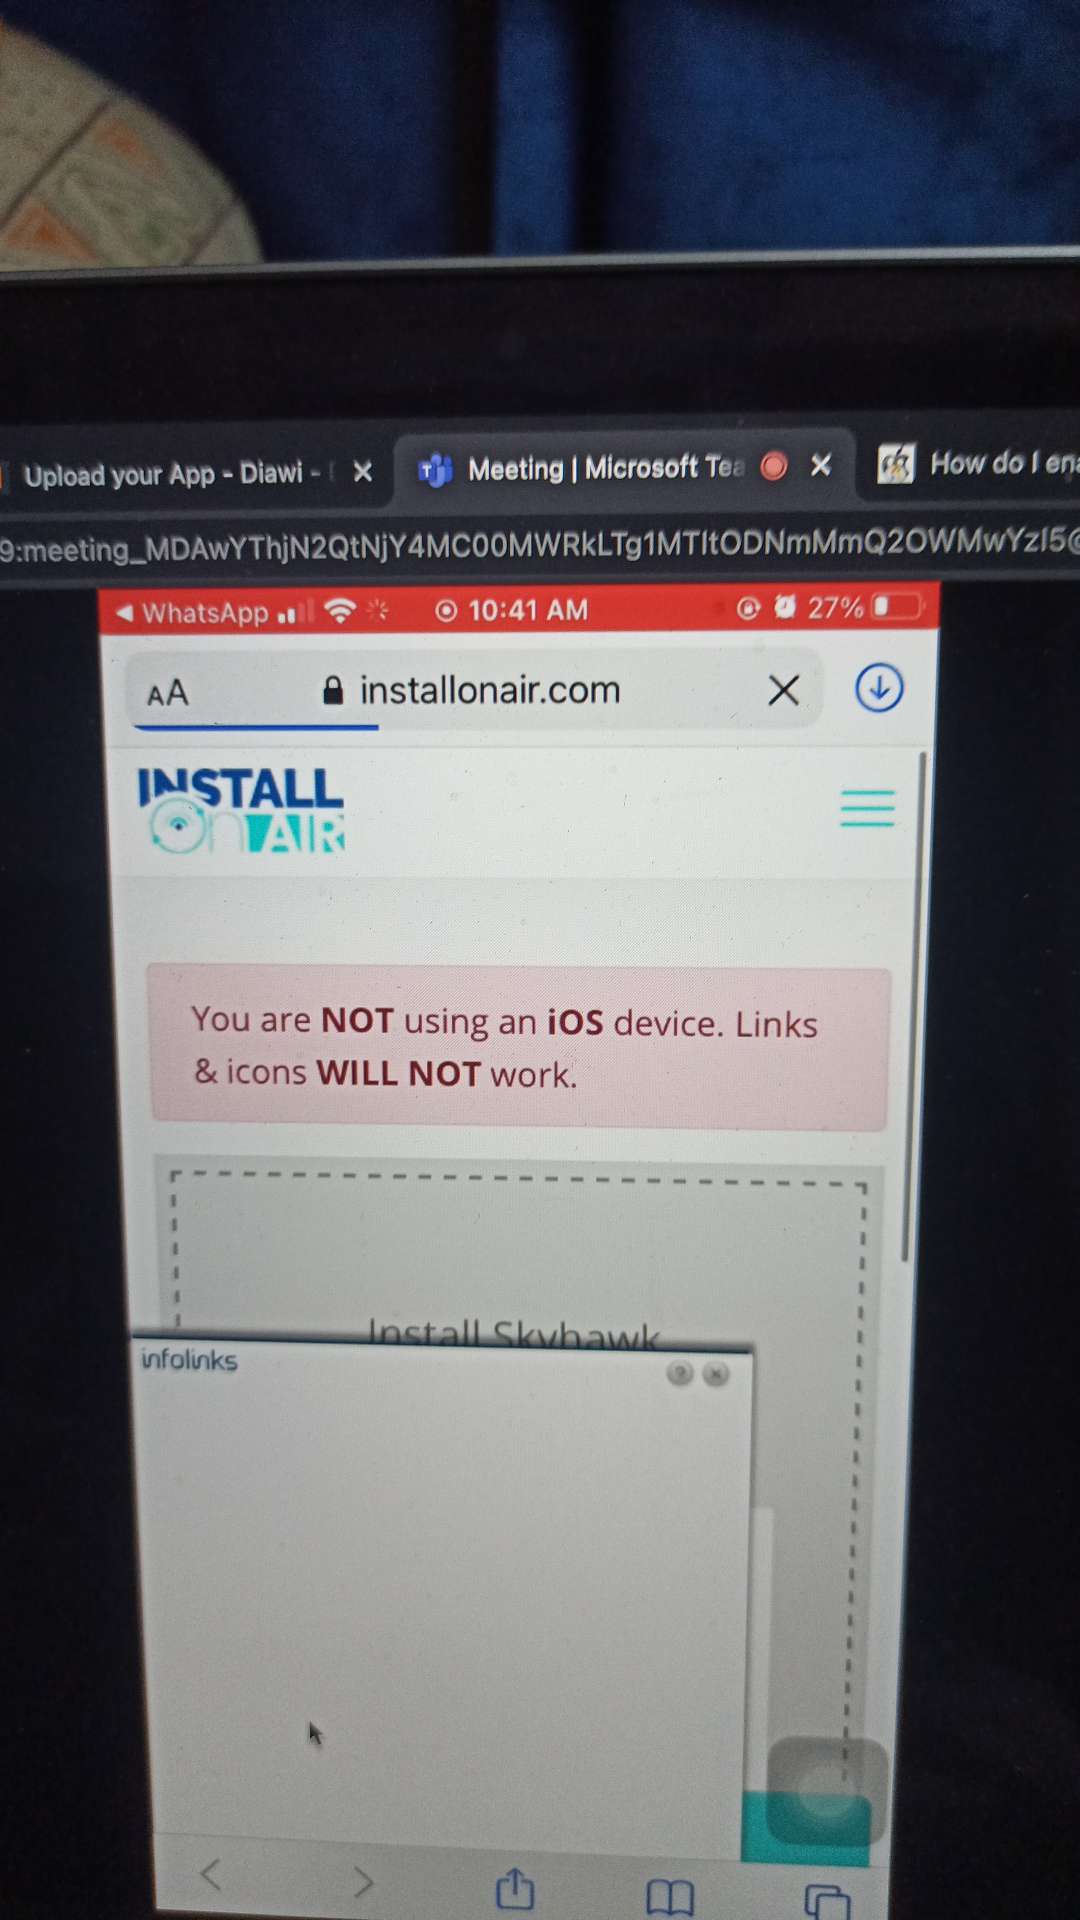 Upload your App - Diawi -
Meeting | Microsoft Tea
How do I ena
9:meeting_MDAwYThjN2QtNjY4MC00MWRkLTg1MTItODNmMmQ2OWMwYzI5@
WhatsApp 10:41 AM 27%
AA installonair.com
INSTALL
On AIR
You are NOT using an iOS device. Links
& icons WILL NOT work.
Install Skyhawk
infolinks